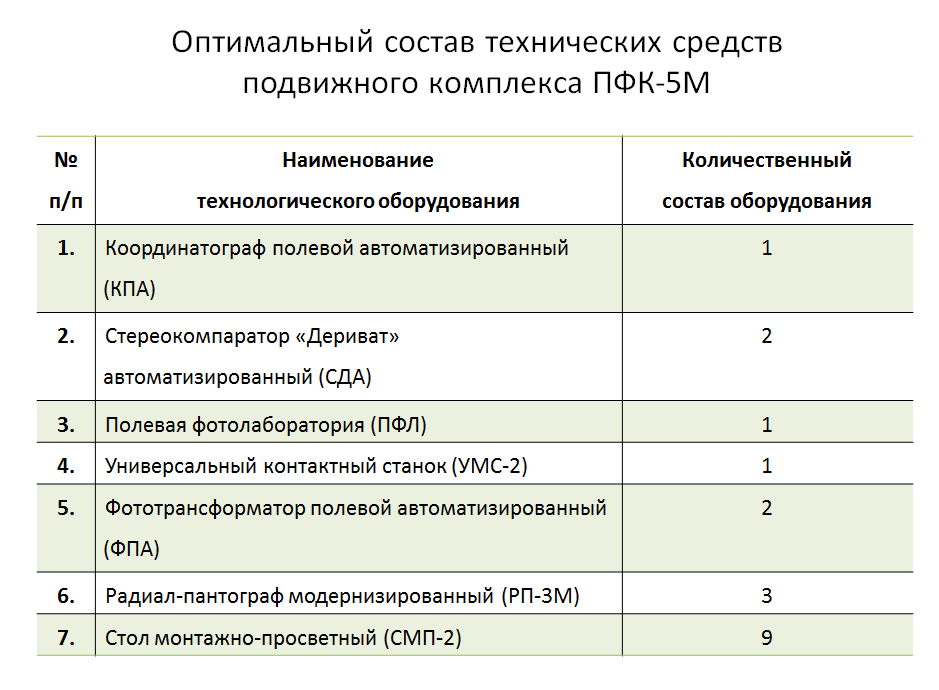 Оптимальный состав технических средств
подвижного комплекса ПФК-5М
№
п/п
Наименование
технологического оборудования
Количественный
состав оборудования
1.
Координатограф полевой автоматизированный
(КПА)
1
2.
Стереокомпаратор «Дериват»
автоматизированный (СДА)
2
3.
Полевая фотолаборатория (ПФЛ)
1
4.
Универсальный контактный станок (УМС-2)
1
5.
Фототрансформатор полевой автоматизированный
(ФПА)
2
6.
Радиал-пантограф модернизированный (РП-3М)
3
7.
Стол монтажно-просветный (СМП-2)
9